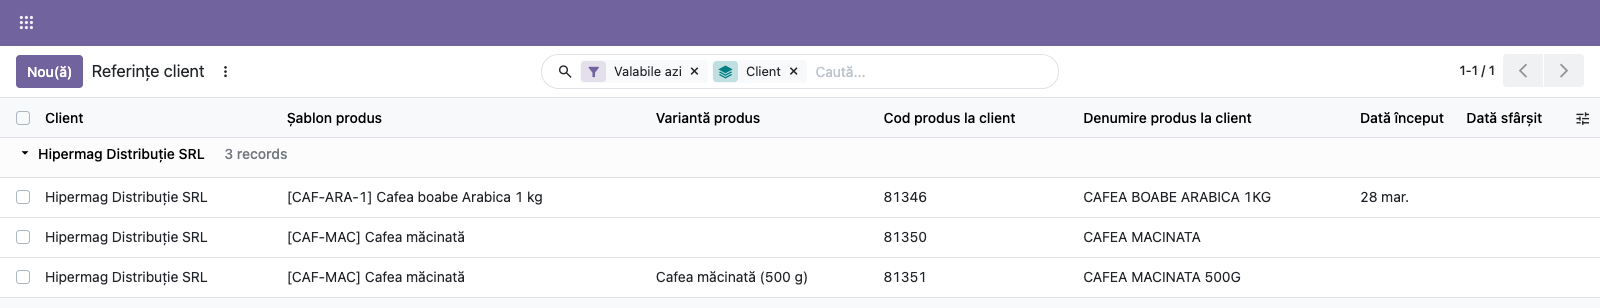 Nou(ă) Referințe client Valabile azi Client Caută... 1-1 / 1
Client Șablon produs Variantă produs Cod produs la client Denumire produs la client Dată început Dată sfârșit
Hipermag Distribuție SRL 3 records
Hipermag Distribuție SRL [CAF-ARA-1] Cafea boabe Arabica 1 kg 81346 CAFEA BOABE ARABICA 1KG 28 mar.
Hipermag Distribuție SRL [CAF-MAC] Cafea măcinată 81350 CAFEA MACINATA
Hipermag Distribuție SRL [CAF-MAC] Cafea măcinată Cafea măcinată (500 g) 81351 CAFEA MACINATA 500G